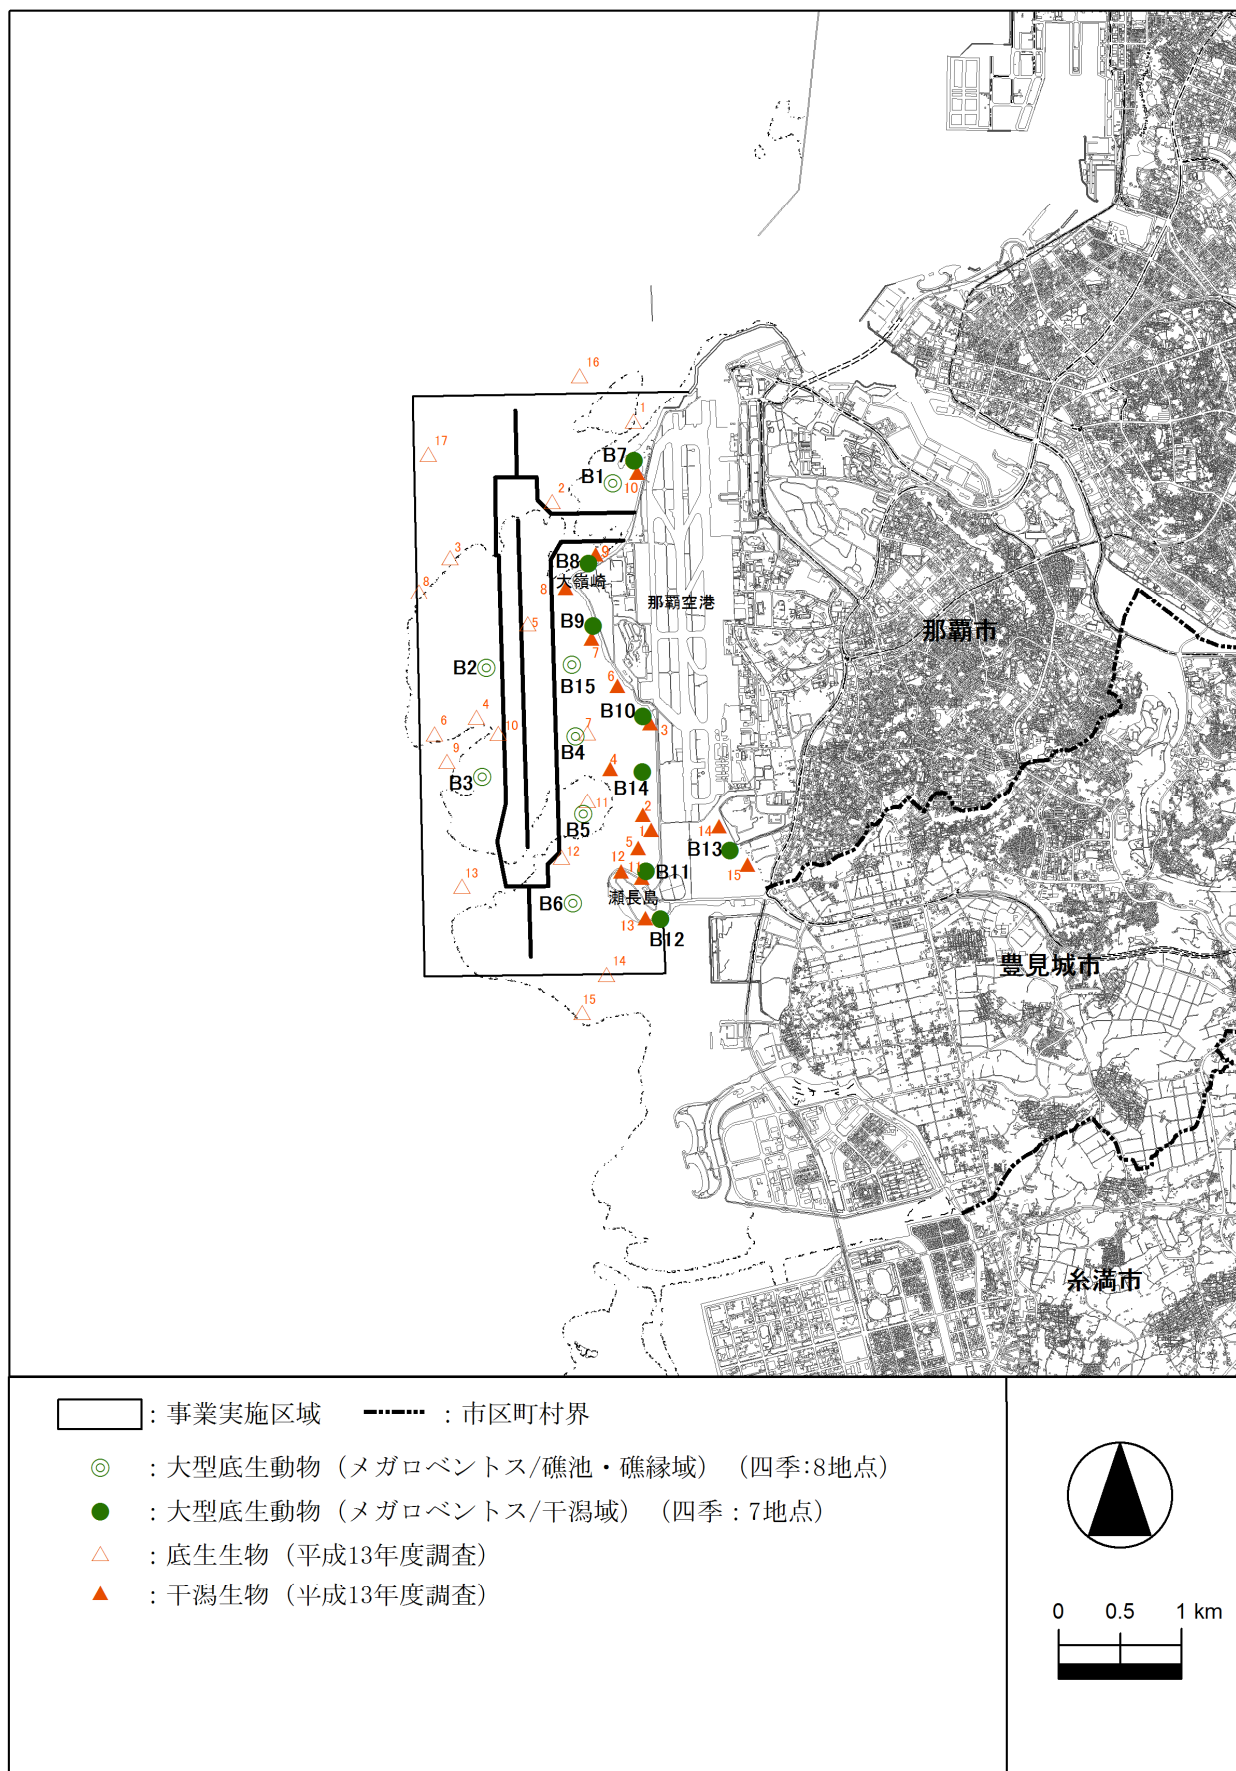 16
1
17
B7
B1
10
2
3
9
B8
大嶺崎
8
8
那覇空港
5
B9
那覇市
7
B2
B15
6
4
B10
6
10
7
3
B4
9
4
B3
B14
11
2
B5
1
14
5
B13
12
12
B11
15
11
13
瀬長島
B6
13
B12
豊見城市
14
15
糸満市
：事業実施区域
：市区町村界
：大型底生動物（メガロベントス/礁池・礁縁域）（四季:8地点）
：大型底生動物（メガロベントス/干潟域）（四季：7地点）
：底生生物（平成13年度調査）
：干潟生物（平成13年度調査）
0 0.5 1 km